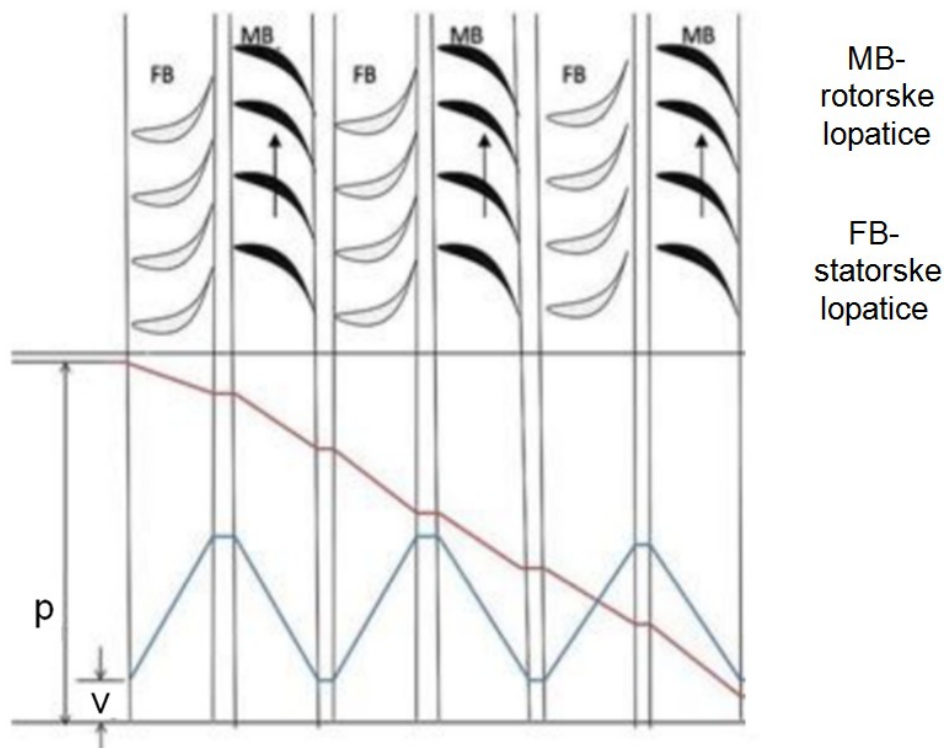 MB
MB
MB
FB
FB
FB
MB-
rotorske
lopatice
FB-
statorske
lopatice
p
V